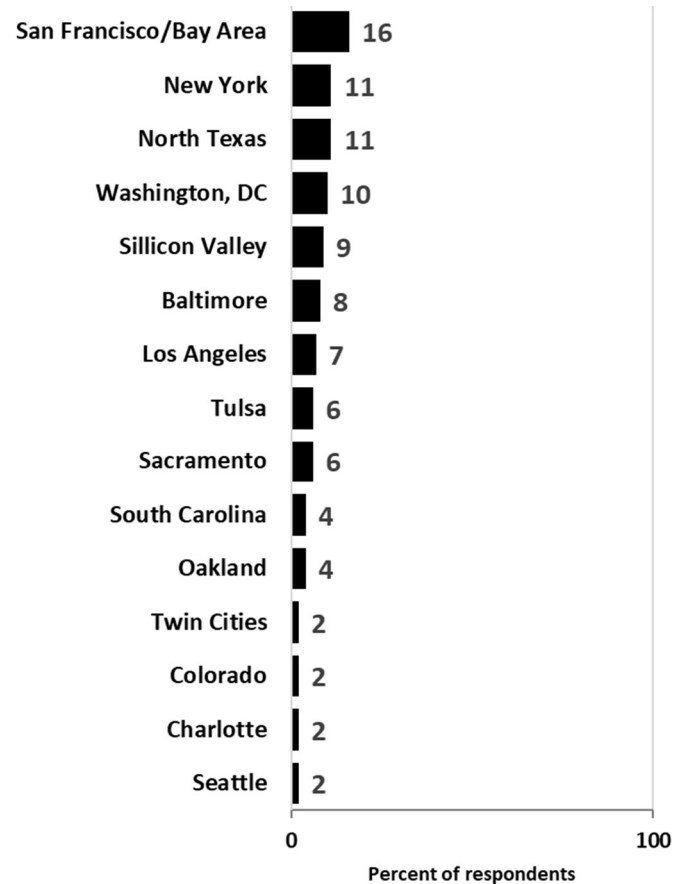 San Francisco/Bay Area 16
New York 11
North Texas 11
Washington, DC 10
Sillicon Valley 9
Baltimore 8
Los Angeles 7
Tulsa 6
Sacramento 6
South Carolina 4
Oakland 4
Twin Cities 2
Colorado 2
Charlotte 2
Seattle 2
0 100
Percent of respondents